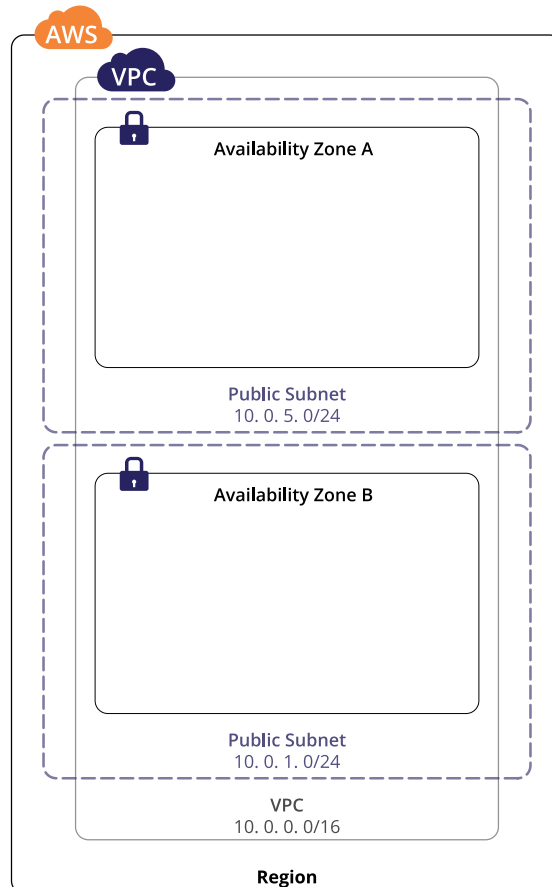 AWS
VPC
Availability Zone A
Public Subnet
10. 0. 5. 0/24
Availability Zone B
Public Subnet
10. 0. 1. 0/24
VPC
10. 0. 0. 0/16
Region